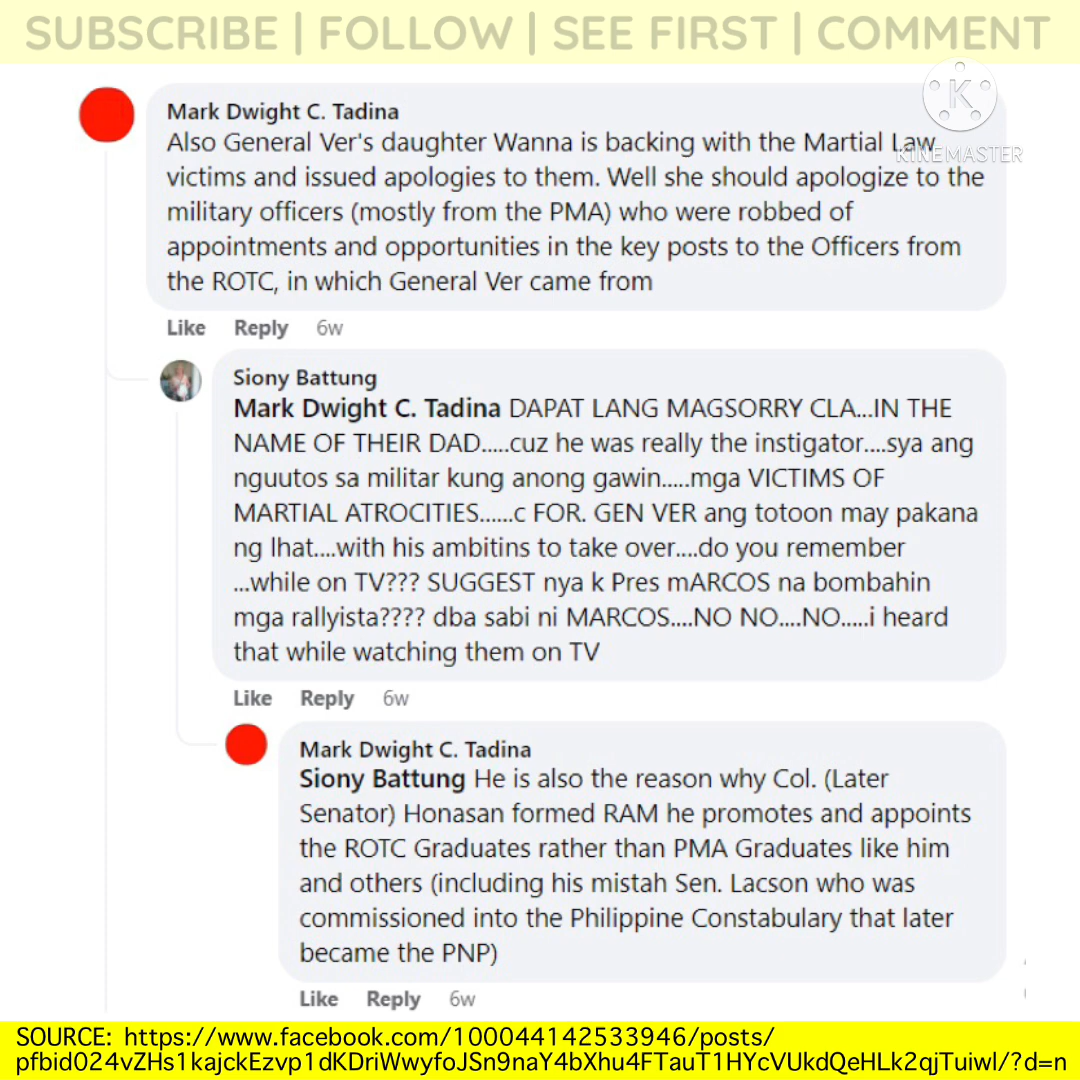 SUBSCRIBE | FOLLOW | SEE FIRST | COMMENT
K
KINEMASTER
Mark Dwight C. Tadina
Also General Ver's daughter Wanna is backing with the Martial Law
victims and issued apologies to them. Well she should apologize to the
military officers (mostly from the PMA) who were robbed of
appointments and opportunities in the key posts to the Officers from
the ROTC, in which General Ver came from
Like Reply 6w
Siony Battung
Mark Dwight C. Tadina DAPAT LANG MAGSORRY CLA...IN THE
NAME OF THEIR DAD.....cuz he was really the instigator....sya ang
nguutos sa militar kung anong gawin.....mga VICTIMS OF
MARTIAL ATROCITIES......c FOR. GEN VER ang totoon may pakana
ng lhat....with his ambitins to take over....do you remember
...while on TV??? SUGGEST nya k Pres mARCOS na bombahin
mga rallyista???? dba sabi ni MARCOS....NO NO....NO.....i heard
that while watching them on TV
Like Reply 6w
Mark Dwight C. Tadina
Siony Battung He is also the reason why Col. (Later
Senator) Honasan formed RAM he promotes and appoints
the ROTC Graduates rather than PMA Graduates like him
and others (including his mistah Sen. Lacson who was
commissioned into the Philippine Constabulary that later
became the PNP)
Like Reply 6w
SOURCE: https://www.facebook.com/100044142533946/posts/
pfbid024vZHs1kajckEzvp1dKDriWwyfoJSn9naY4bXhu4FTauT1HYcVUkdQeHLk2qjTuiwl/?d=n